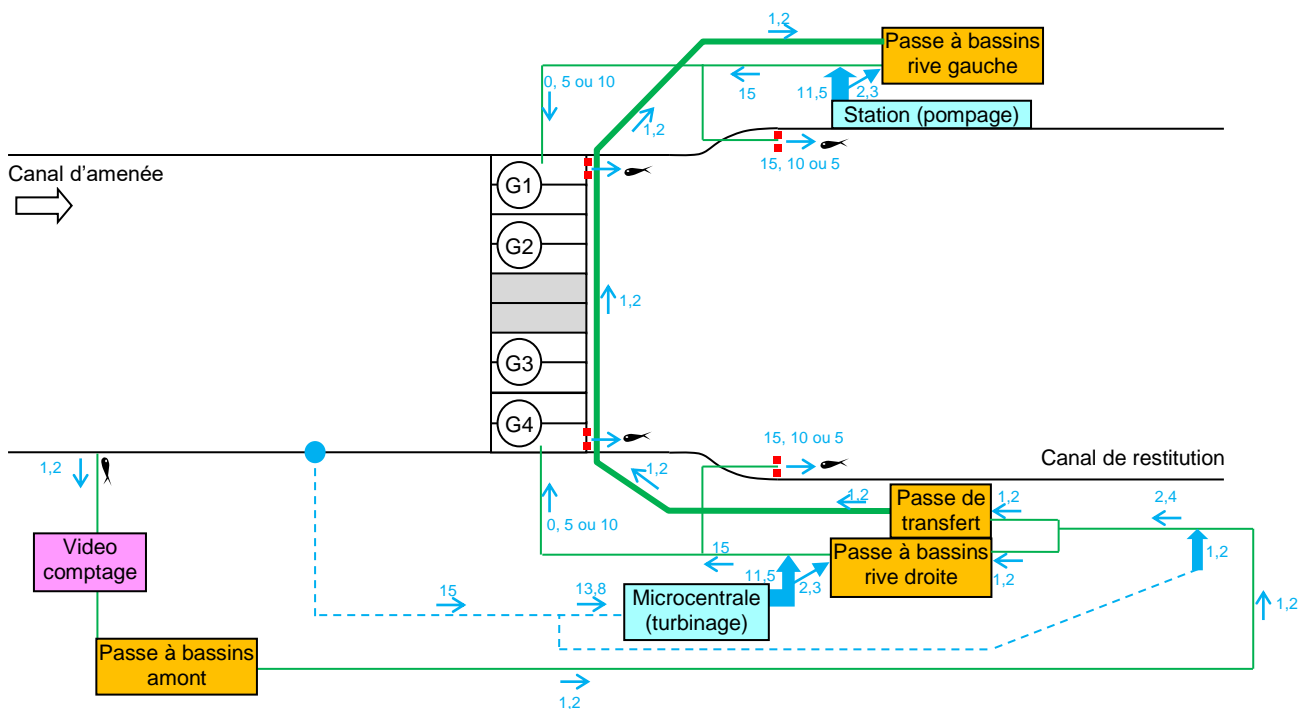 1,2
Passe à bassins
rive gauche
0, 5 ou 10
15
11,5
2,3
Station (pompage)
1,2
15, 10 ou 5
Canal d'amenée
G1
G2
1,2
G3
G4
15, 10 ou 5
Canal de restitution
1,2
1,2
1,2
Passe de
transfert
1,2
2,4
0, 5 ou 10
Video
comptage
15
Passe à bassins
rive droite
1,2
1,2
11,5
2,3
15
13,8
Microcentrale
(turbinage)
1,2
Passe à bassins
amont
1,2